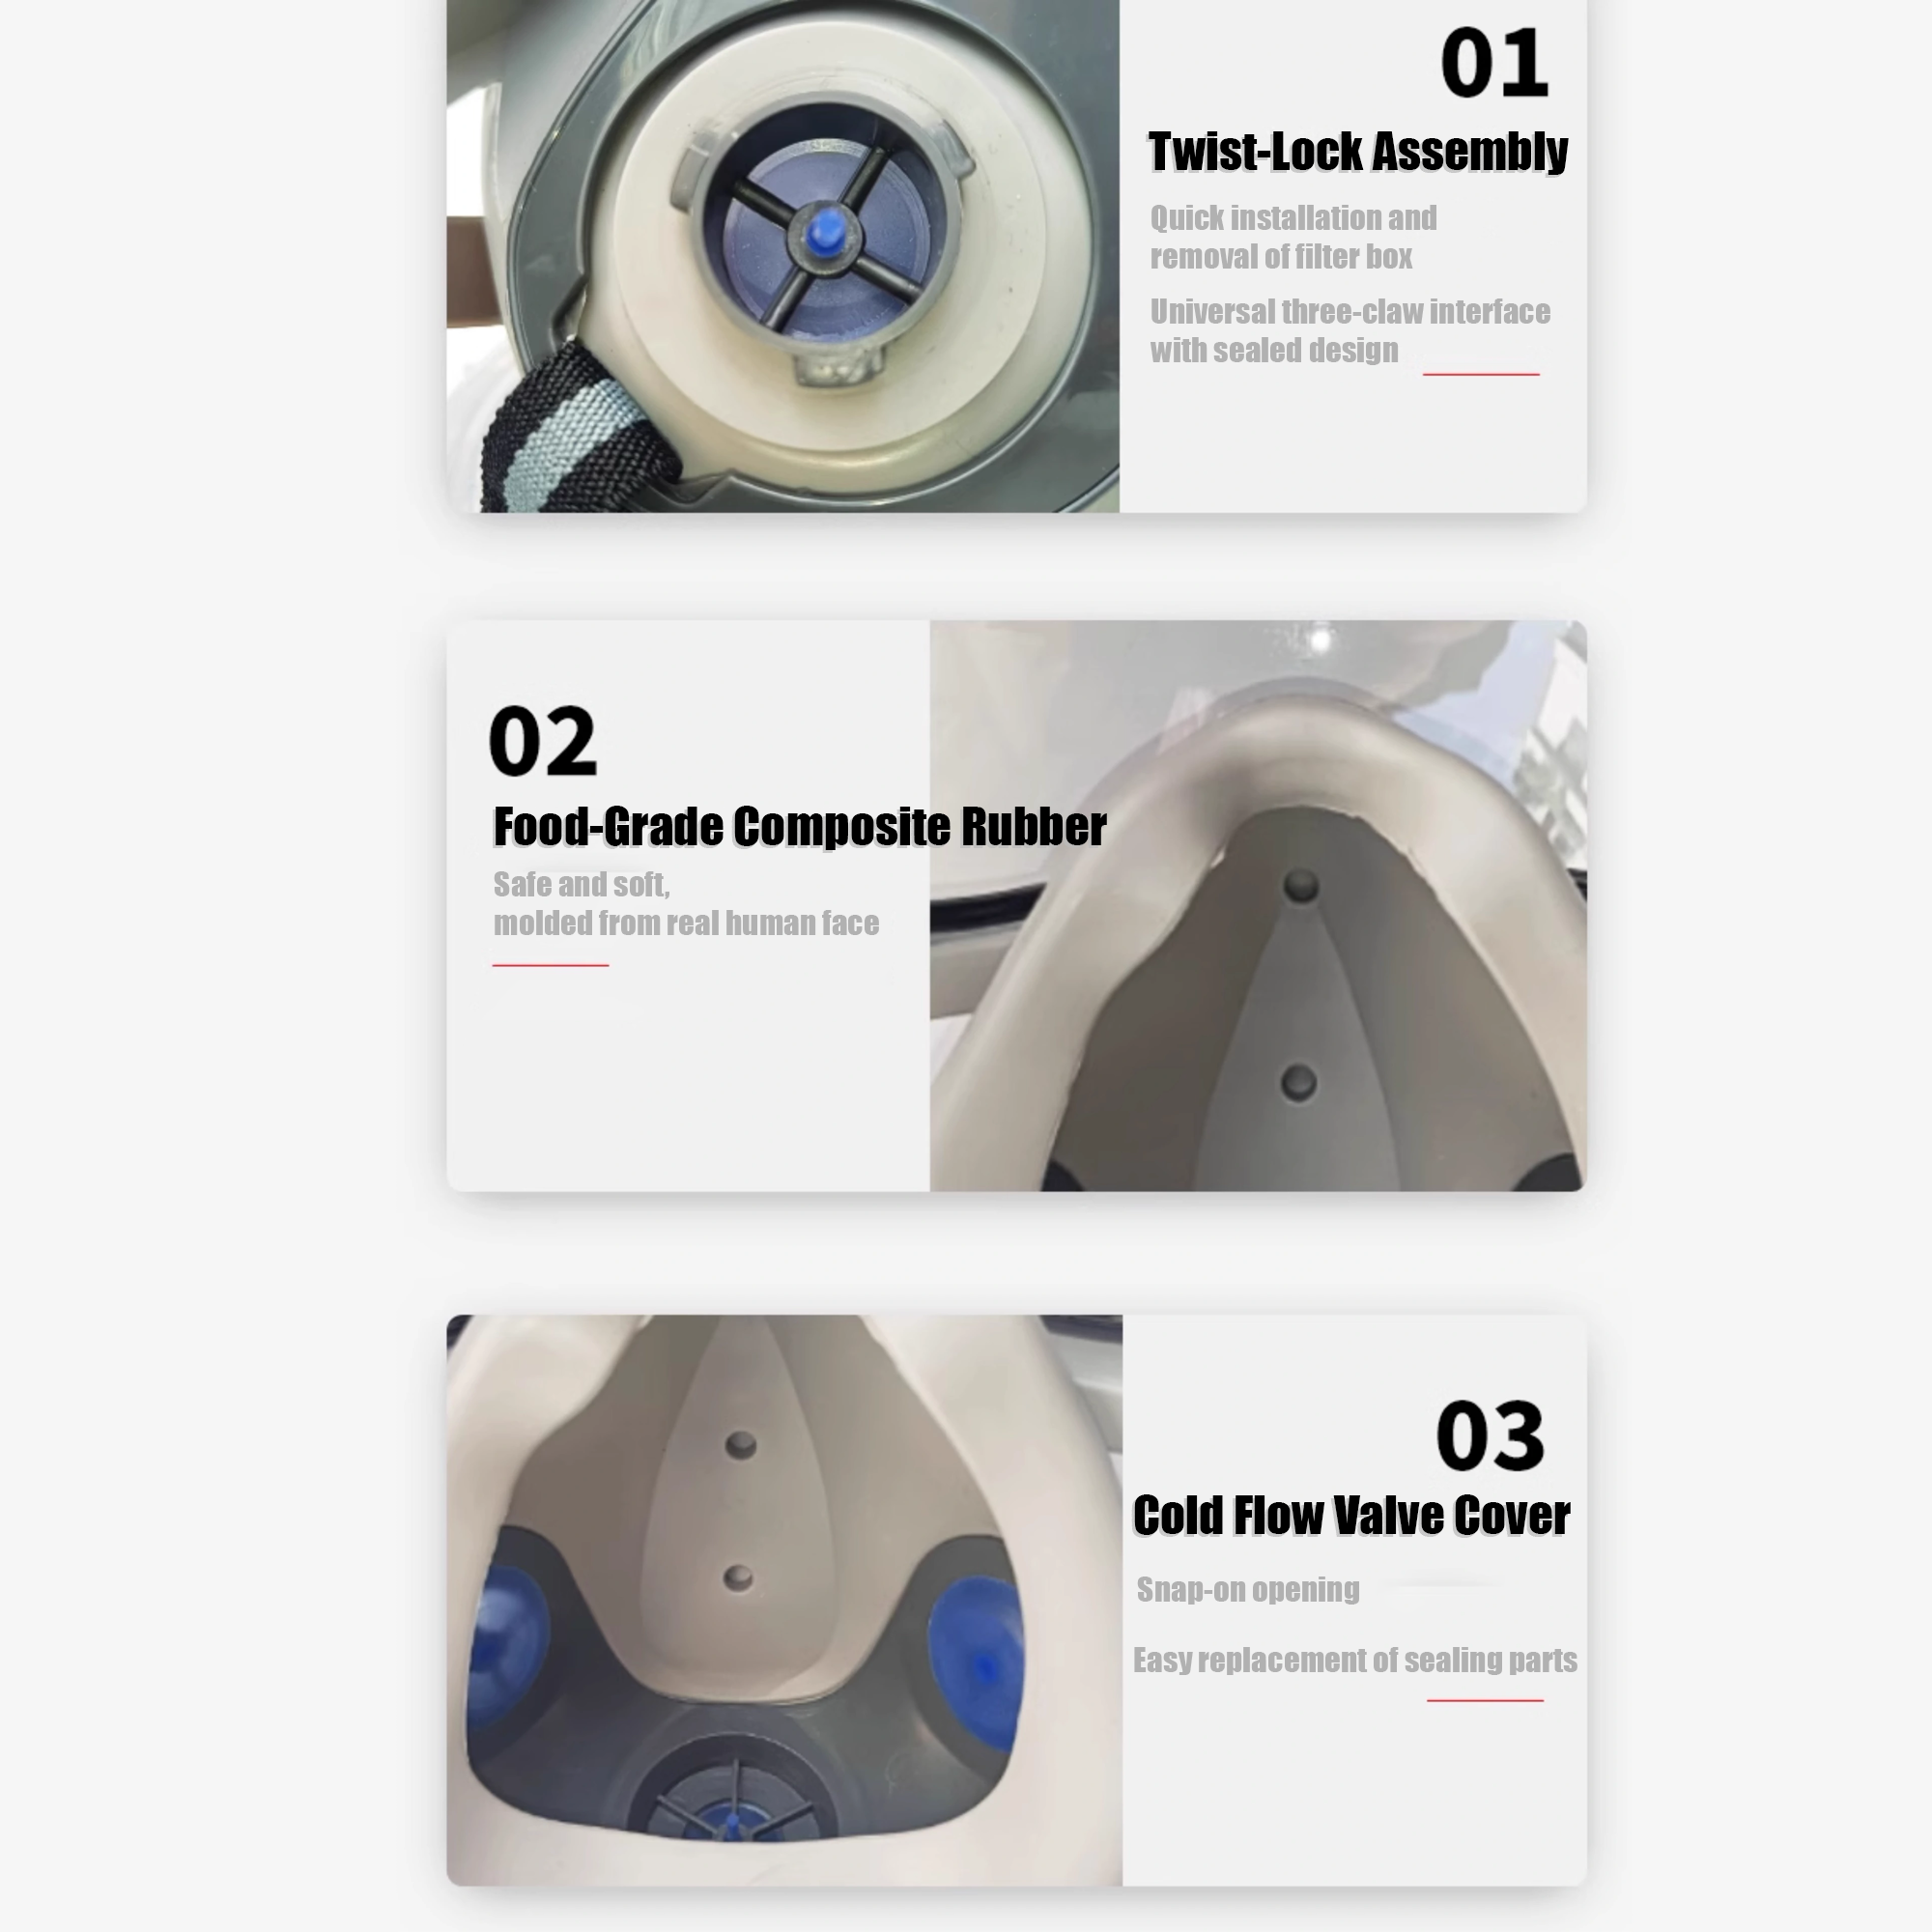 01
Twist-Lock Assembly
Quick installation and
removal of filter box
Universal three-claw interface
with sealed design
02
Food-Grade Composite Rubber
Safe and soft,
molded from real human face
03
Cold Flow Valve Cover
Snap-on opening
Easy replacement of sealing parts